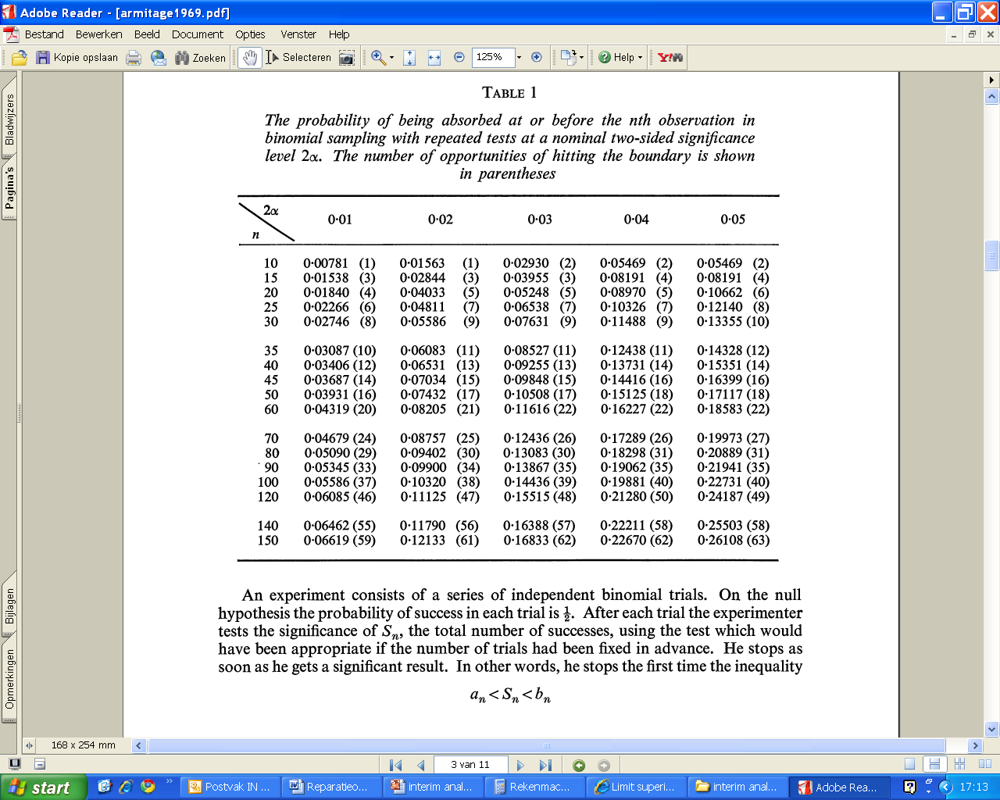 Adobe Reader - [armitage1969.pdf]
Bestand Bewerken Beeld Document Opties Venster Help
Kopie opslaan Zoeken Selecteren 125% Help Y!
Bladwijzers
Pagina's
Bijlagen
Opmerkingen
TABLE 1
The probability of being absorbed at or before the nth observation in
binomial sampling with repeated tests at a nominal two-sided significance
level 2α. The number of opportunities of hitting the boundary is shown
in parentheses
2α
n
0·01 0·02 0·03 0·04 0·05
10 0·00781 (1) 0·01563 (1) 0·02930 (2) 0·05469 (2) 0·05469 (2)
15 0·01538 (3) 0·02844 (3) 0·03955 (3) 0·08191 (4) 0·08191 (4)
20 0·01840 (4) 0·04033 (5) 0·05248 (5) 0·08970 (5) 0·10662 (6)
25 0·02266 (6) 0·04811 (7) 0·06538 (7) 0·10326 (7) 0·12140 (8)
30 0·02746 (8) 0·05586 (9) 0·07631 (9) 0·11488 (9) 0·13355 (10)
35 0·03087 (10) 0·06083 (11) 0·08527 (11) 0·12438 (11) 0·14328 (12)
40 0·03406 (12) 0·06531 (13) 0·09255 (13) 0·13731 (14) 0·15351 (14)
45 0·03687 (14) 0·07034 (15) 0·09848 (15) 0·14416 (16) 0·16399 (16)
50 0·03931 (16) 0·07432 (17) 0·10508 (17) 0·15125 (18) 0·17117 (18)
60 0·04319 (20) 0·08205 (21) 0·11616 (22) 0·16227 (22) 0·18583 (22)
70 0·04679 (24) 0·08757 (25) 0·12436 (26) 0·17289 (26) 0·19973 (27)
80 0·05090 (29) 0·09402 (30) 0·13083 (30) 0·18298 (31) 0·20889 (31)
90 0·05345 (33) 0·09900 (34) 0·13867 (35) 0·19062 (35) 0·21941 (35)
100 0·05586 (37) 0·10320 (38) 0·14436 (39) 0·19881 (40) 0·22731 (40)
120 0·06085 (46) 0·11125 (47) 0·15515 (48) 0·21280 (50) 0·24187 (49)
140 0·06462 (55) 0·11790 (56) 0·16388 (57) 0·22211 (58) 0·25503 (58)
150 0·06619 (59) 0·12133 (61) 0·16833 (62) 0·22670 (62) 0·26108 (63)
An experiment consists of a series of independent binomial trials. On the null
hypothesis the probability of success in each trial is ½. After each trial the experimenter
tests the significance of Sₙ, the total number of successes, using the test which would
have been appropriate if the number of trials had been fixed in advance. He stops as
soon as he gets a significant result. In other words, he stops the first time the inequality
aₙ < Sₙ < bₙ
168 x 254 mm
3 van 11
start Postvak IN ... Reparatieo... interim anal... Rekenmac... Limit superi... interim anal... Adobe Rea... 17:13